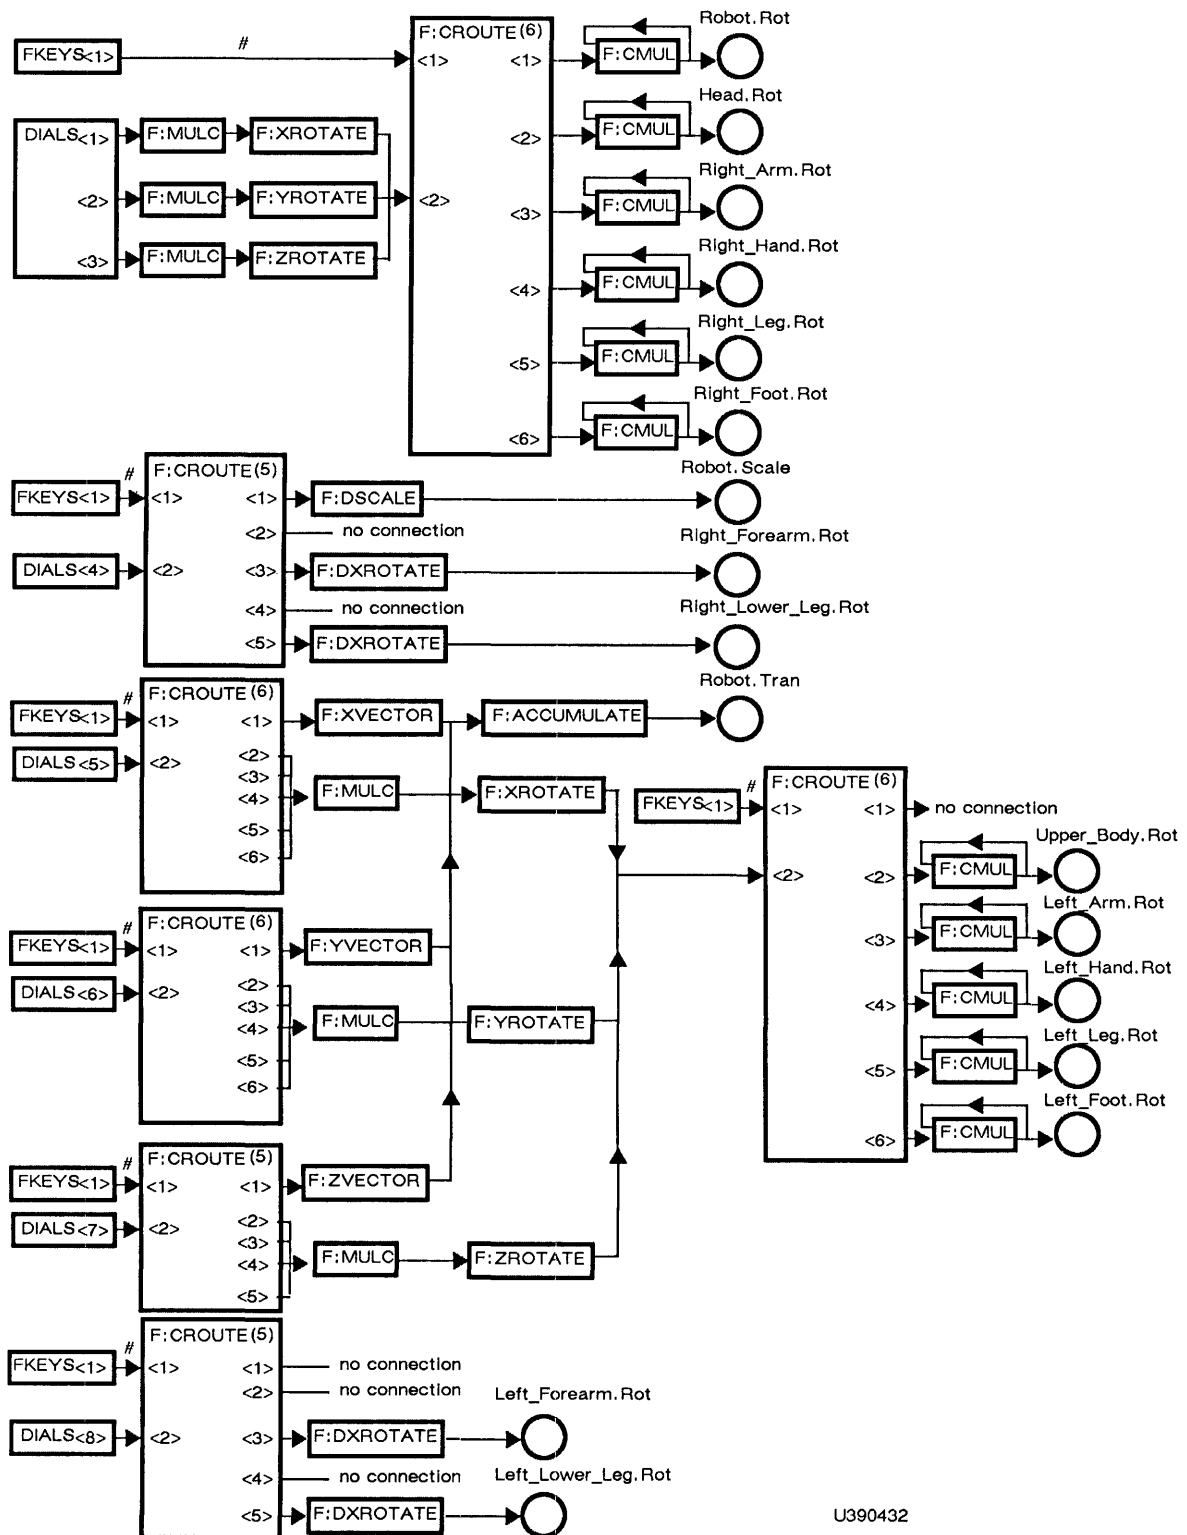 F:CROUTE(6)
FKEYS<1>
#
<1>
<1>
F:CMUL
Robot.Rot
DIALS<1>
F:MULC
F:XROTATE
<2>
F:CMUL
Head.Rot
<2>
F:MULC
F:YROTATE
<2>
<3>
F:CMUL
Right_Arm.Rot
<3>
F:MULC
F:ZROTATE
<4>
F:CMUL
Right_Hand.Rot
<5>
F:CMUL
Right_Leg.Rot
<6>
F:CMUL
Right_Foot.Rot
F:CROUTE(5)
FKEYS<1>
#
<1>
<1>
F:DSCALE
Robot.Scale
<2>
no connection
DIALS<4>
<2>
<3>
F:DXROTATE
Right_Forearm.Rot
<4>
no connection
<5>
F:DXROTATE
Right_Lower_Leg.Rot
F:CROUTE(6)
FKEYS<1>
#
<1>
<1>
F:XVECTOR
F:ACCUMULATE
Robot.Tran
DIALS<5>
<2>
<2>
<3>
<4>
<5>
<6>
F:MULC
F:XROTATE
F:CROUTE(6)
FKEYS<1>
#
<1>
<1>
F:YVECTOR
DIALS<6>
<2>
<2>
<3>
<4>
<5>
<6>
F:MULC
F:YROTATE
F:CROUTE(5)
FKEYS<1>
#
<1>
<1>
F:ZVECTOR
DIALS<7>
<2>
<2>
<3>
<4>
<5>
F:MULC
F:ZROTATE
F:CROUTE(6)
FKEYS<1>
#
<1>
<1>
no connection
<2>
<2>
F:CMUL
Upper_Body.Rot
<3>
F:CMUL
Left_Arm.Rot
<4>
F:CMUL
Left_Hand.Rot
<5>
F:CMUL
Left_Leg.Rot
<6>
F:CMUL
Left_Foot.Rot
F:CROUTE(5)
FKEYS<1>
#
<1>
<1>
no connection
<2>
no connection
DIALS<8>
<2>
<3>
F:DXROTATE
Left_Forearm.Rot
<4>
no connection
<5>
F:DXROTATE
Left_Lower_Leg.Rot
U390432